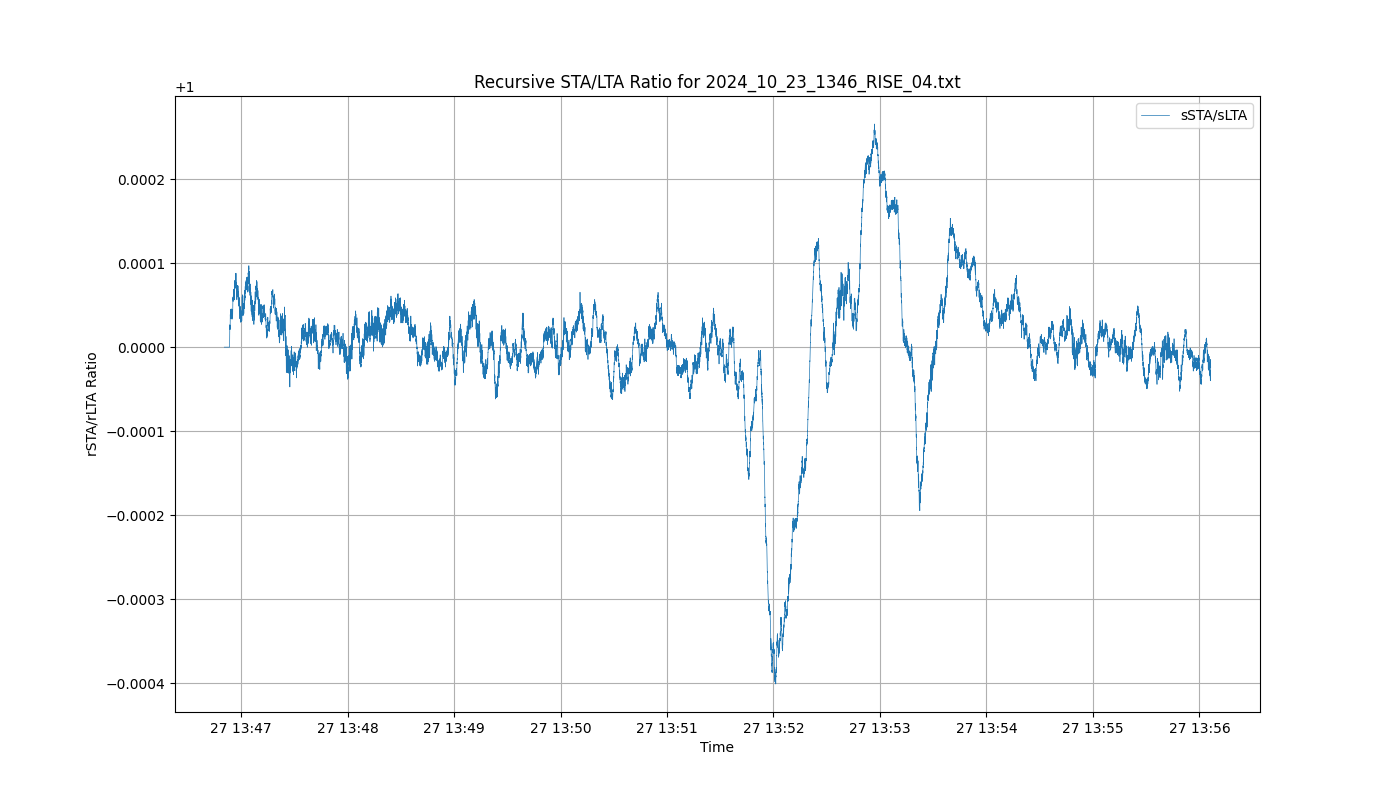 Recursive STA/LTA Ratio for 2024_10_23_1346_RISE_04.txt
+1
sSTA/sLTA
0.0002
0.0001
0.0000
−0.0001
−0.0002
−0.0003
−0.0004
rSTA/rLTA Ratio
27 13:47 27 13:48 27 13:49 27 13:50 27 13:51 27 13:52 27 13:53 27 13:54 27 13:55 27 13:56
Time